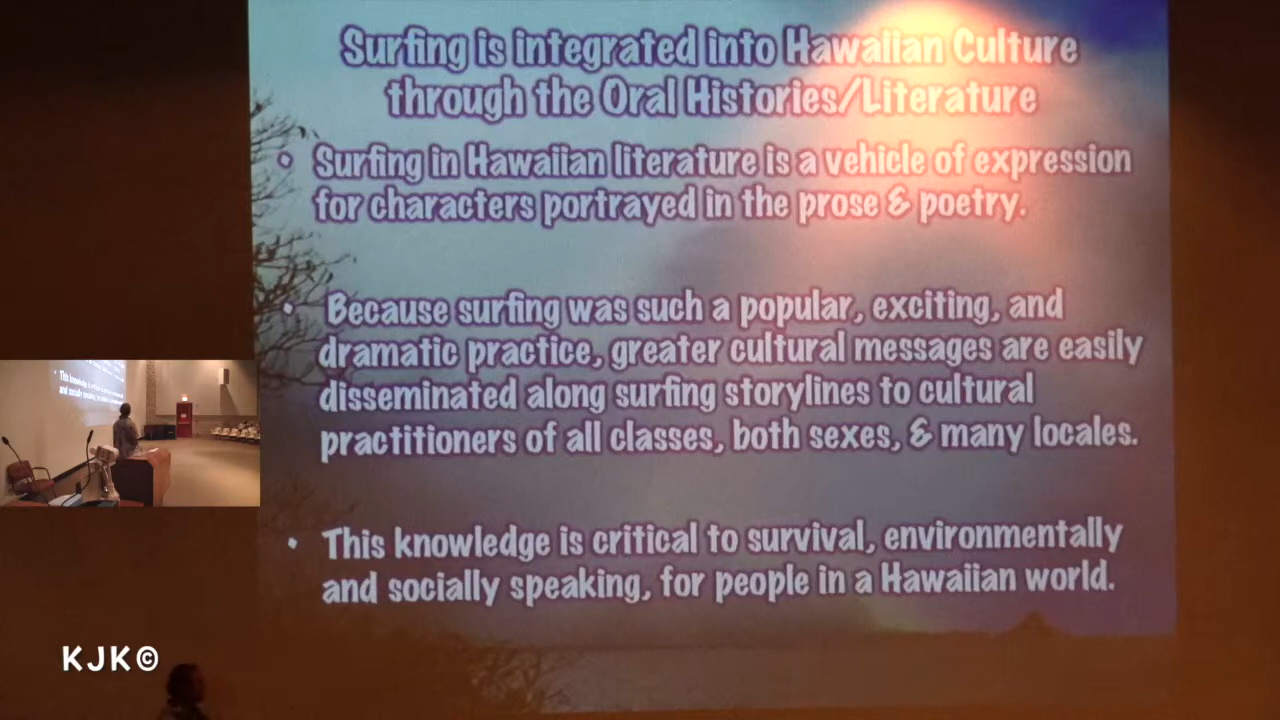 Surfing is integrated into Hawaiian Culture
through the Oral Histories/Literature
• Surfing in Hawaiian literature is a vehicle of expression
for characters portrayed in the prose & poetry.
• Because surfing was such a popular, exciting, and
dramatic practice, greater cultural messages are easily
disseminated along surfing storylines to cultural
practitioners of all classes, both sexes, & many locales.
• This knowledge is critical to survival, environmentally
and socially speaking, for people in a Hawaiian world.
KJK©